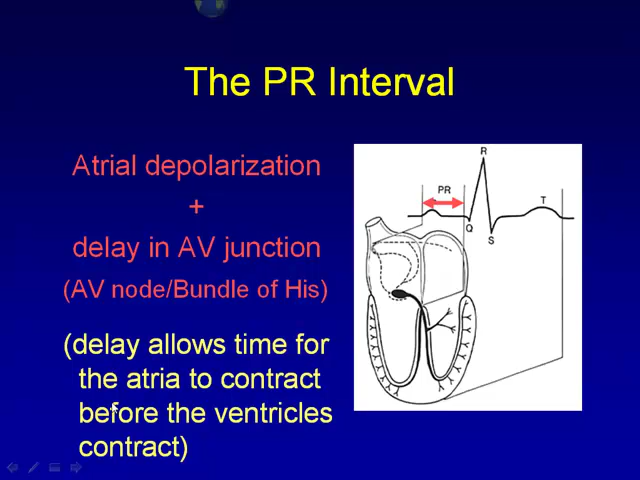 The PR Interval
Atrial depolarization
+
delay in AV junction
(AV node/Bundle of His)
(delay allows time for
the atria to contract
before the ventricles
contract)
R
PR
T
Q
S